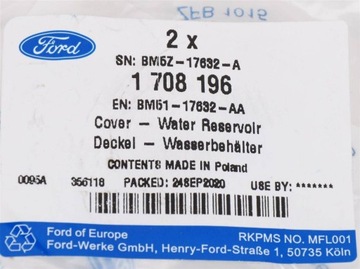 ZFB 1015
Ford
2 x
SN: BM5Z-17632-A
1 708 196
EN: BM51-17632-AA
Cover - Water Reservoir
Deckel - Wasserbehälter
CONTENTS MADE IN Poland
0095A 356118 PACKED: 24SEP2020 USE BY: *******
RKPMS NO. MFL001
Ford of Europe
Ford-Werke GmbH, Henry-Ford-Straße 1, 50735 Köln